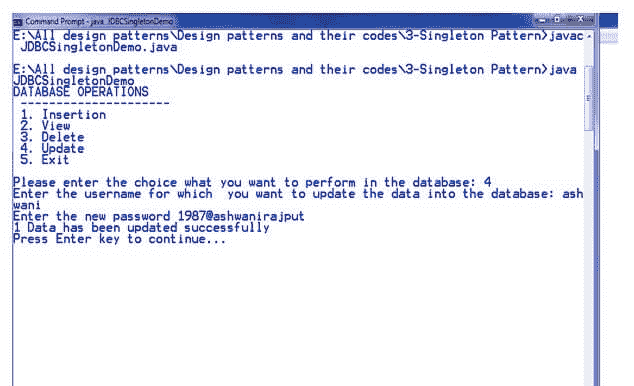 Command Prompt - java JDBCSingletonDemo
E:\All design patterns\Design patterns and their codes\3-Singleton Pattern>javac
JDBCSingletonDemo.java
E:\All design patterns\Design patterns and their codes\3-Singleton Pattern>java
JDBCSingletonDemo
DATABASE OPERATIONS
---------------------
1. Insertion
2. View
3. Delete
4. Update
5. Exit
Please enter the choice what you want to perform in the database: 4
Enter the username for which  you want to update the data into the database: ash
wani
Enter the new password 1987@ashwanirajput
1 Data has been updated successfully
Press Enter key to continue...